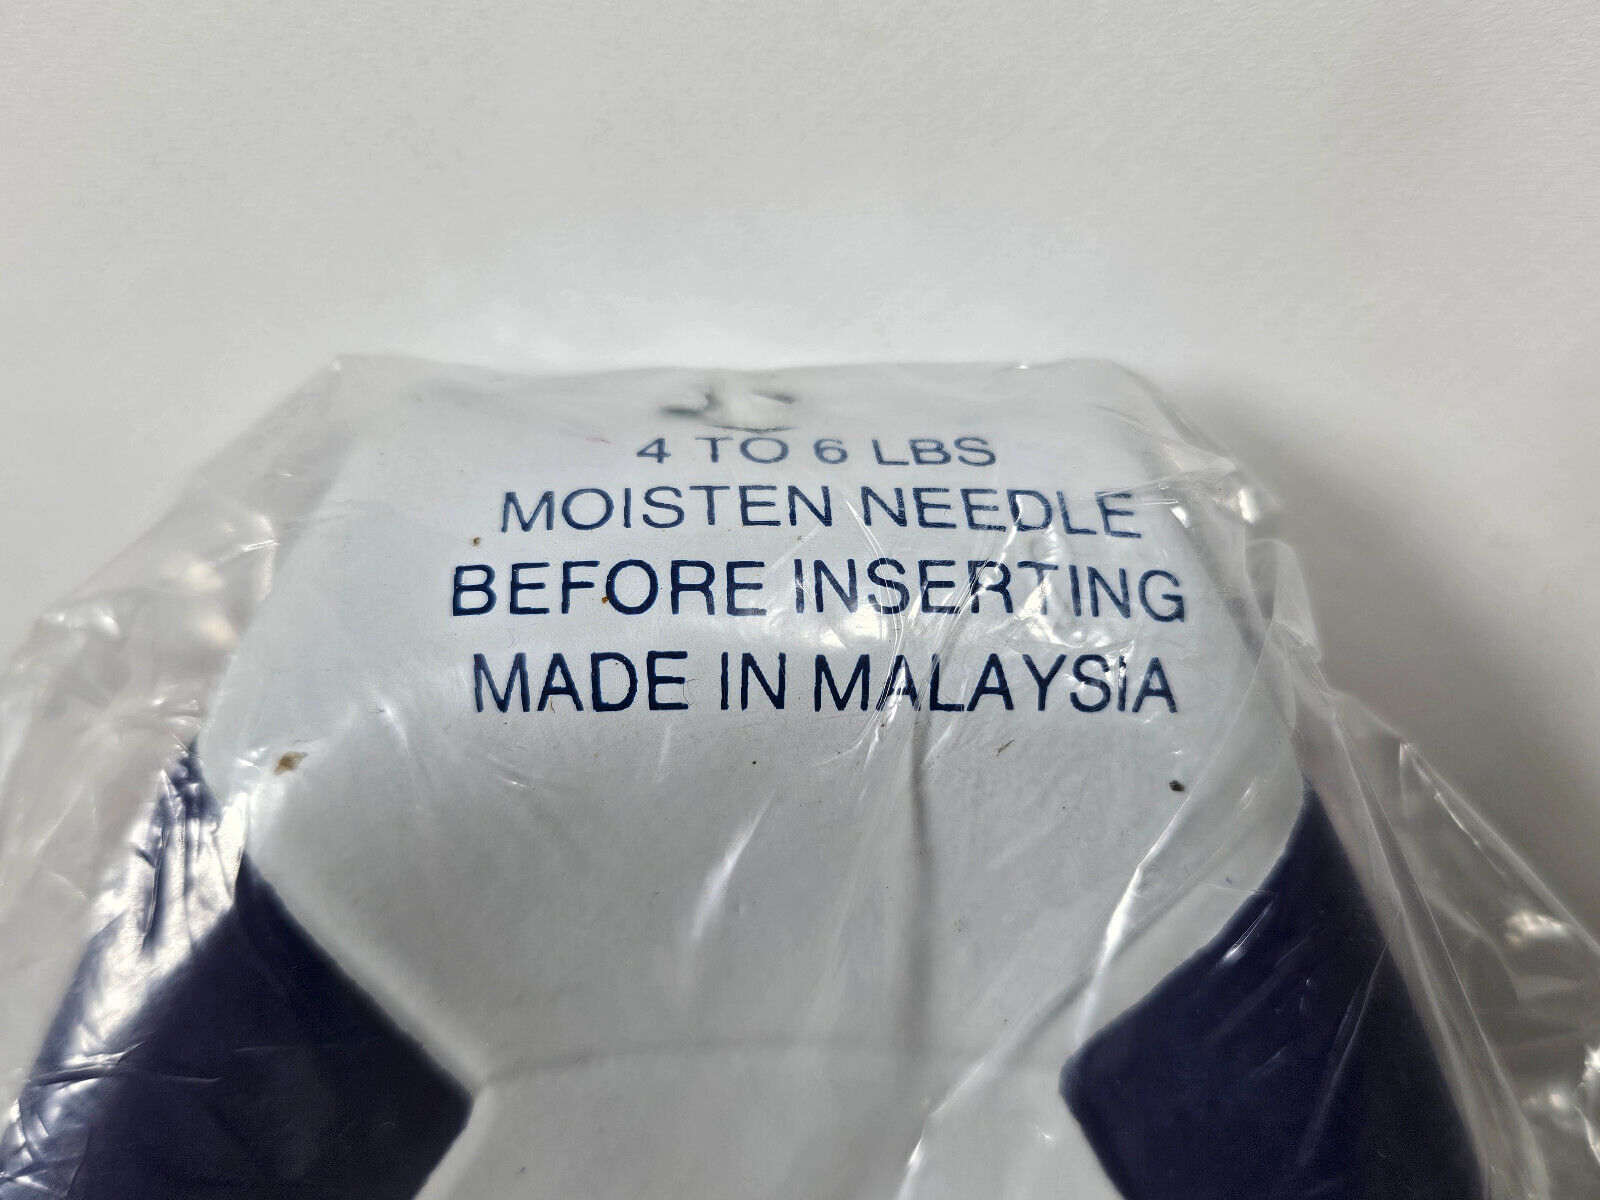 4 TO 6 LBS
MOISTEN NEEDLE
BEFORE INSERTING
MADE IN MALAYSIA